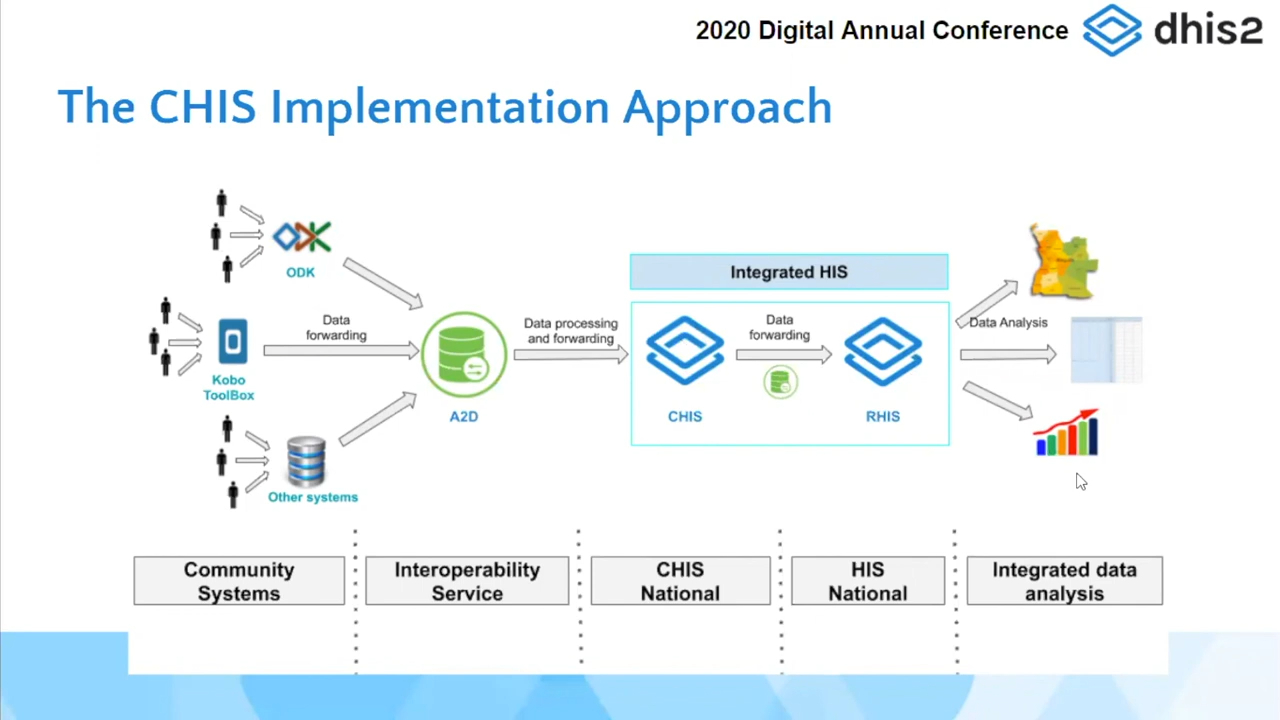 2020 Digital Annual Conference
dhis2
The CHIS Implementation Approach
ODK
ODK
Kobo
ToolBox
Other systems
Data
forwarding
A2D
Data processing
and forwarding
Integrated HIS
CHIS
Data
forwarding
RHIS
Data Analysis
Community
Systems
Interoperability
Service
CHIS
National
HIS
National
Integrated data
analysis